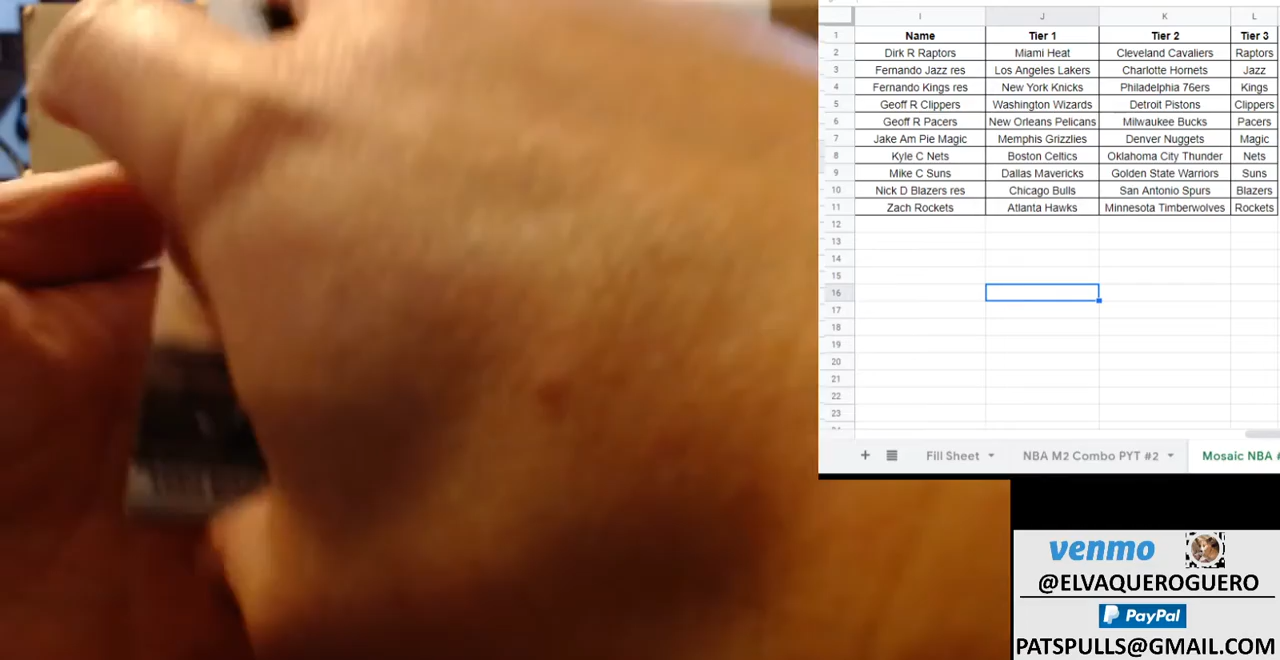 I J K L
1 Name Tier 1 Tier 2 Tier 3
2 Dirk R Raptors Miami Heat Cleveland Cavaliers Raptors
3 Fernando Jazz res Los Angeles Lakers Charlotte Hornets Jazz
4 Fernando Kings res New York Knicks Philadelphia 76ers Kings
5 Geoff R Clippers Washington Wizards Detroit Pistons Clippers
6 Geoff R Pacers New Orleans Pelicans Milwaukee Bucks Pacers
7 Jake Am Pie Magic Memphis Grizzlies Denver Nuggets Magic
8 Kyle C Nets Boston Celtics Oklahoma City Thunder Nets
9 Mike C Suns Dallas Mavericks Golden State Warriors Suns
10 Nick D Blazers res Chicago Bulls San Antonio Spurs Blazers
11 Zach Rockets Atlanta Hawks Minnesota Timberwolves Rockets
12
13
14
15
16
17
18
19
20
21
22
23
Fill Sheet NBA M2 Combo PYT #2 Mosaic NBA
venmo
@ELVAQUEROGUERO
PayPal
PATSPULLS@GMAIL.COM